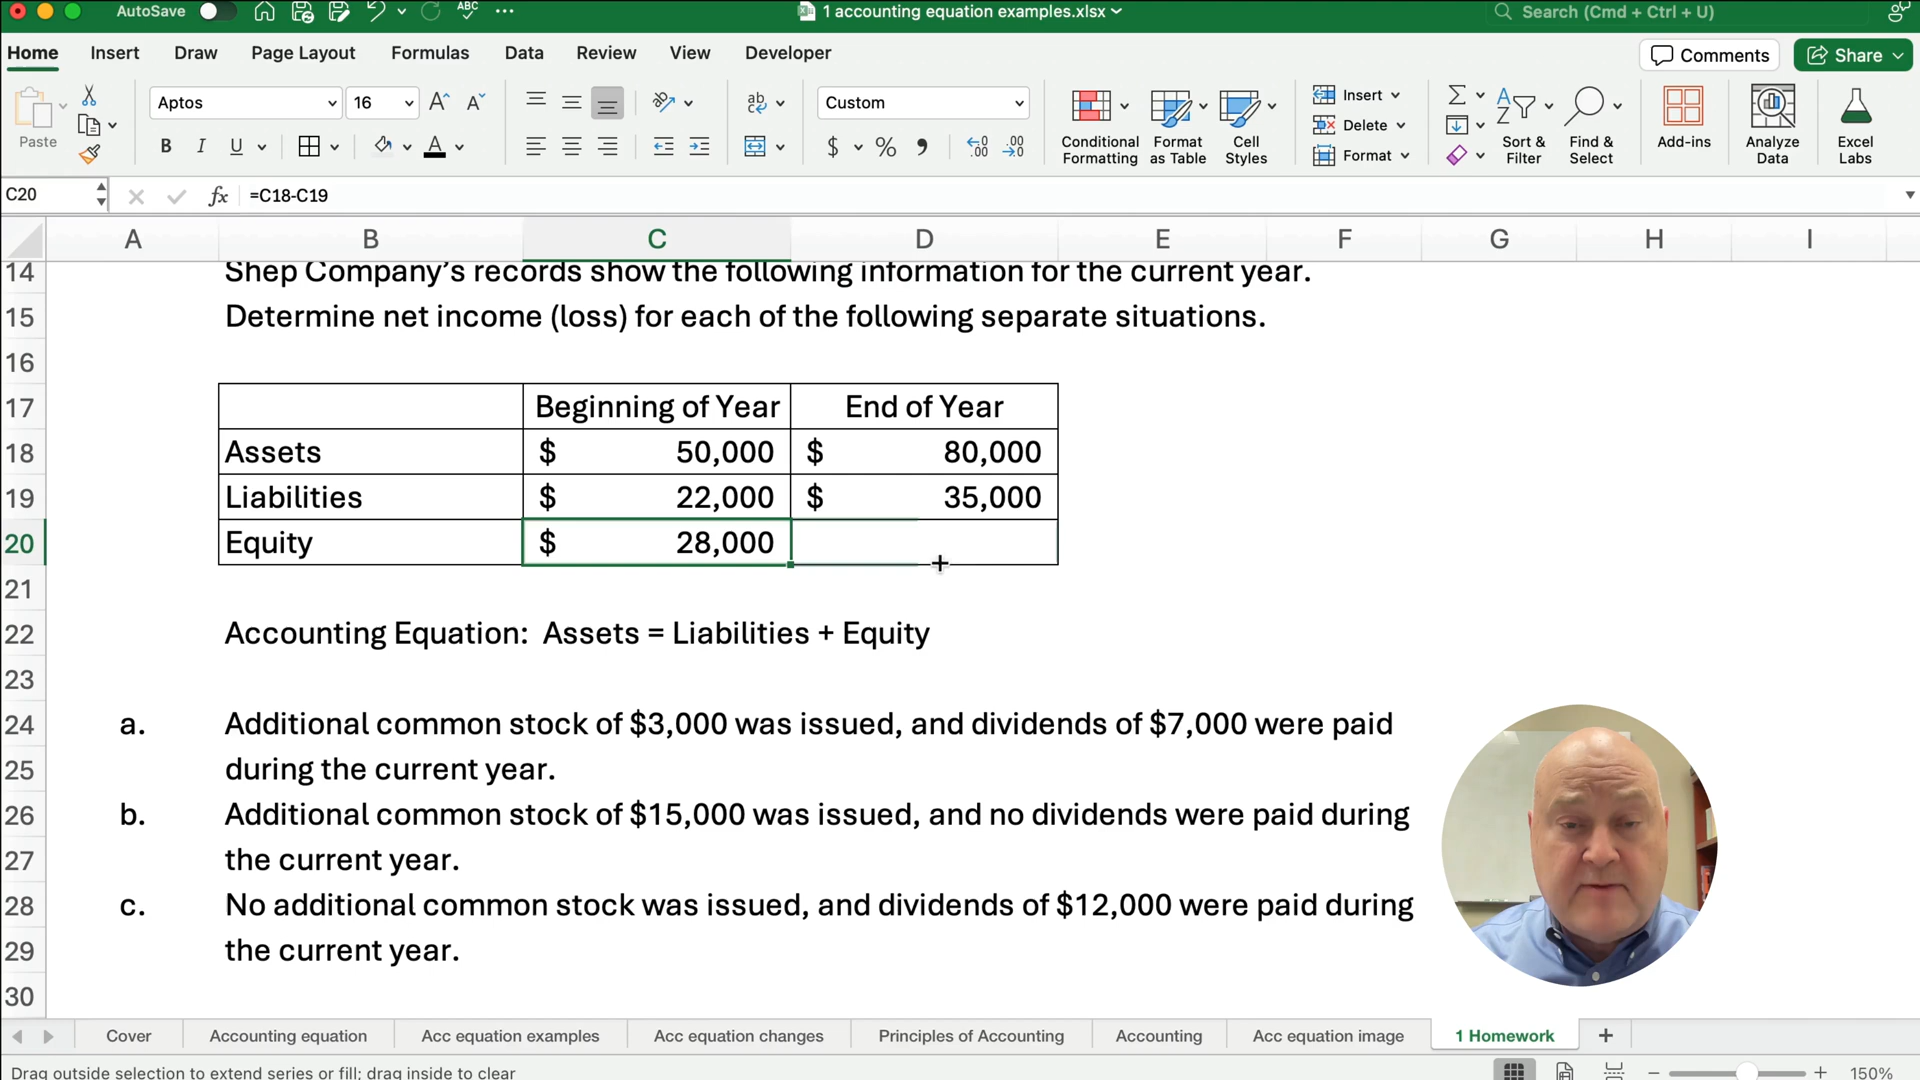 AutoSave
ABC
1 accounting equation examples.xlsx
Search (Cmd + Ctrl + U)
Home Insert Draw Page Layout Formulas Data Review View Developer
Comments Share
Paste
Aptos 16
Custom
B I U A
$ % 9
Conditional Formatting
Format as Table
Cell Styles
Insert
Delete
Format
Sort & Filter
Find & Select
Add-ins
Analyze Data
Excel Labs
C20 fx =C18-C19
A B C D E F G H I
14 Shep Company's records show the following information for the current year.
15 Determine net income (loss) for each of the following separate situations.
16
17 Beginning of Year End of Year
18 Assets $ 50,000 $ 80,000
19 Liabilities $ 22,000 $ 35,000
20 Equity $ 28,000
21
22 Accounting Equation: Assets = Liabilities + Equity
23
24 a. Additional common stock of $3,000 was issued, and dividends of $7,000 were paid
25 during the current year.
26 b. Additional common stock of $15,000 was issued, and no dividends were paid during
27 the current year.
28 c. No additional common stock was issued, and dividends of $12,000 were paid during
29 the current year.
30
Cover Accounting equation Acc equation examples Acc equation changes Principles of Accounting Accounting Acc equation image 1 Homework +
Drag outside selection to extend series or fill; drag inside to clear
150%